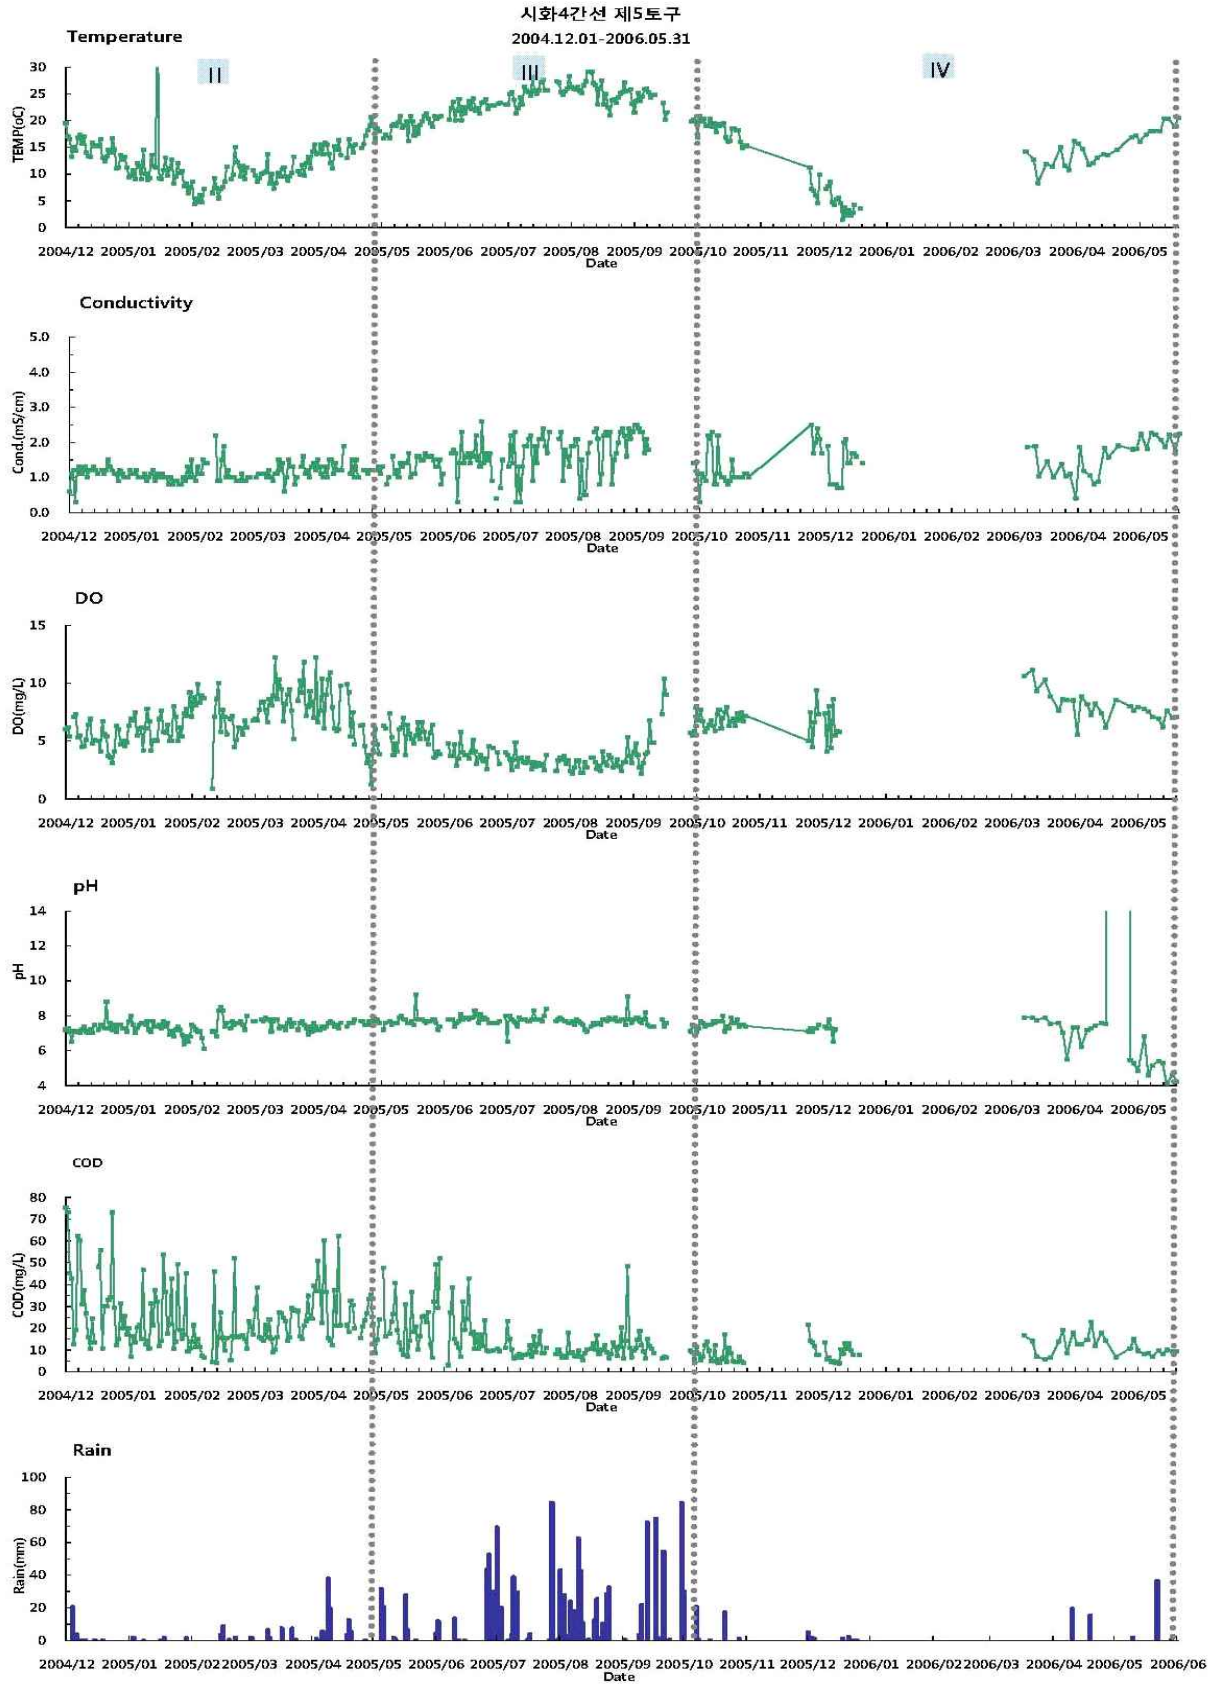 시화4간선 제5토구
2004.12.01-2006.05.31
Temperature
II
III
IV
30
25
20
15
10
5
0
TEMP(oC)
2004/12 2005/01 2005/02 2005/03 2005/04 2005/05 2005/06 2005/07 2005/08 2005/09 2005/10 2005/11 2005/12 2006/01 2006/02 2006/03 2006/04 2006/05
Date
Conductivity
5.0
4.0
3.0
2.0
1.0
0.0
Cond.(mS/cm)
2004/12 2005/01 2005/02 2005/03 2005/04 2005/05 2005/06 2005/07 2005/08 2005/09 2005/10 2005/11 2005/12 2006/01 2006/02 2006/03 2006/04 2006/05
Date
DO
15
10
5
0
DO(mg/L)
2004/12 2005/01 2005/02 2005/03 2005/04 2005/05 2005/06 2005/07 2005/08 2005/09 2005/10 2005/11 2005/12 2006/01 2006/02 2006/03 2006/04 2006/05
Date
pH
14
12
10
8
6
4
pH
2004/12 2005/01 2005/02 2005/03 2005/04 2005/05 2005/06 2005/07 2005/08 2005/09 2005/10 2005/11 2005/12 2006/01 2006/02 2006/03 2006/04 2006/05
Date
COD
80
70
60
50
40
30
20
10
0
COD(mg/L)
2004/12 2005/01 2005/02 2005/03 2005/04 2005/05 2005/06 2005/07 2005/08 2005/09 2005/10 2005/11 2005/12 2006/01 2006/02 2006/03 2006/04 2006/05
Date
Rain
100
80
60
40
20
0
Rain(mm)
2004/12 2005/01 2005/02 2005/03 2005/04 2005/05 2005/06 2005/07 2005/08 2005/09 2005/10 2005/11 2005/12 2006/01 2006/02 2006/03 2006/04 2006/05 2006/06
Date